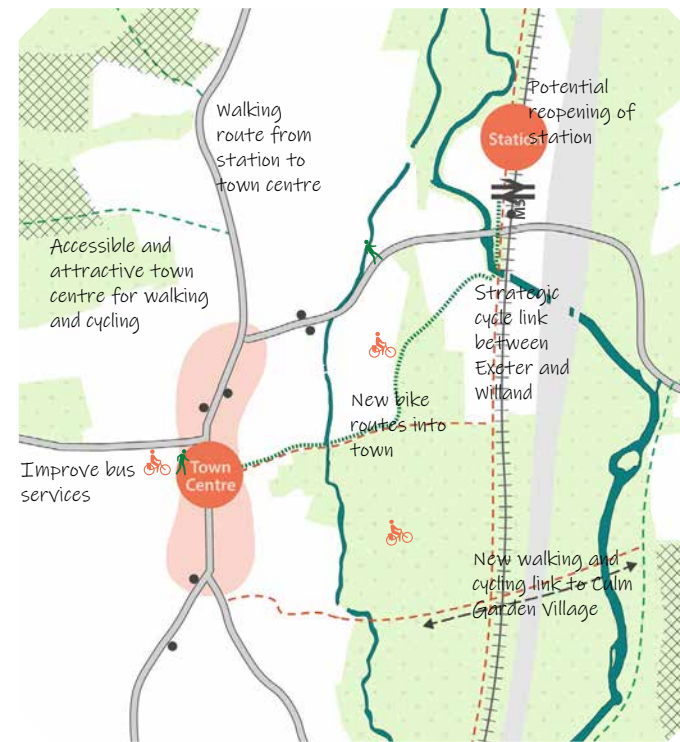 Potential
reopening of
station
Station
Walking
route from
station to
town centre
M5
Accessible and
attractive town
centre for walking
and cycling
Strategic
cycle link
between
Exeter and
Willand
New bike
routes into
town
Improve bus
services
Town
Centre
New walking and
cycling link to Culm
Garden Village